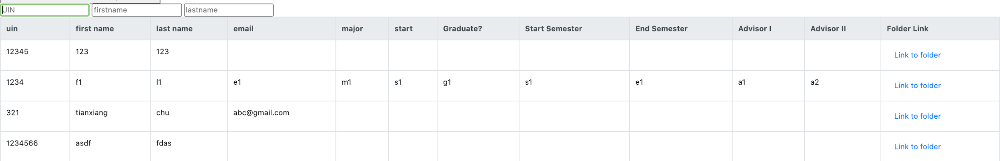 UIN firstname lastname
uin first name last name email major start Graduate? Start Semester End Semester Advisor I Advisor II Folder Link
12345 123 123 Link to folder
1234 f1 l1 e1 m1 s1 g1 s1 e1 a1 a2 Link to folder
321 tianxiang chu abc@gmail.com Link to folder
1234566 asdf fdas Link to folder